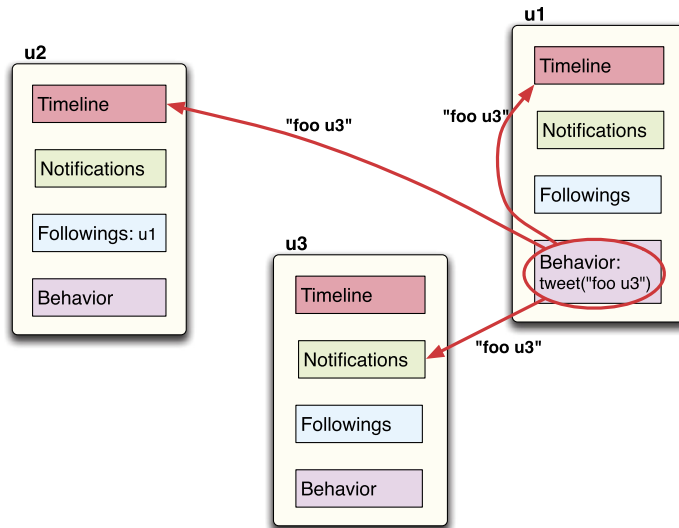 u2
Timeline
Notifications
Followings: u1
Behavior
"foo u3"
u1
Timeline
"foo u3"
Notifications
Followings
Behavior:
tweet("foo u3")
u3
Timeline
Notifications
"foo u3"
Followings
Behavior